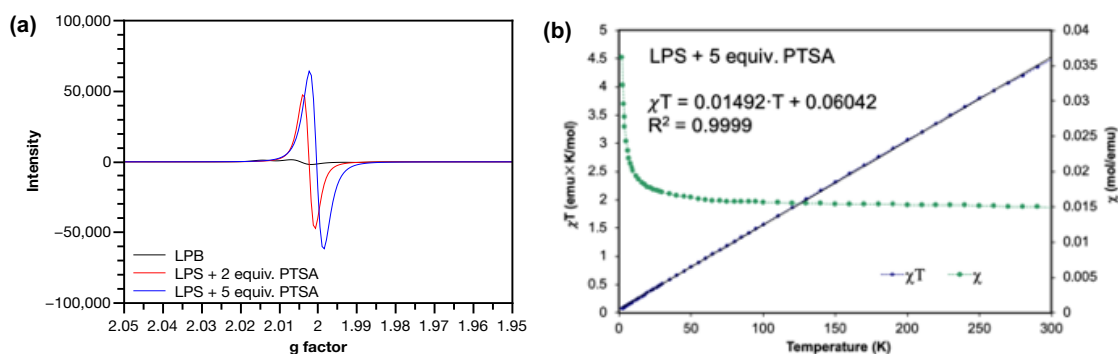 (a)
100,000
50,000
0
−50,000
−100,000
Intensity
LPB
LPS + 2 equiv. PTSA
LPS + 5 equiv. PTSA
2.05 2.04 2.03 2.02 2.01 2 1.99 1.98 1.97 1.96 1.95
g factor
(b)
5
4.5
4
3.5
3
2.5
2
1.5
1
0.5
0
χT (emu×K/mol)
LPS + 5 equiv. PTSA
χT = 0.01492·T + 0.06042
R² = 0.9999
χT χ
0 50 100 150 200 250 300
Temperature (K)
0.04
0.035
0.03
0.025
0.02
0.015
0.01
0.005
0
χ (mol/emu)